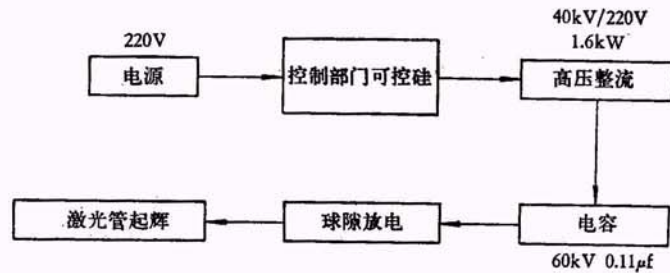 220V
电源
控制部门可控硅
40kV/220V
1.6kW
高压整流
激光管起辉
球隙放电
电容
60kV 0.11μf